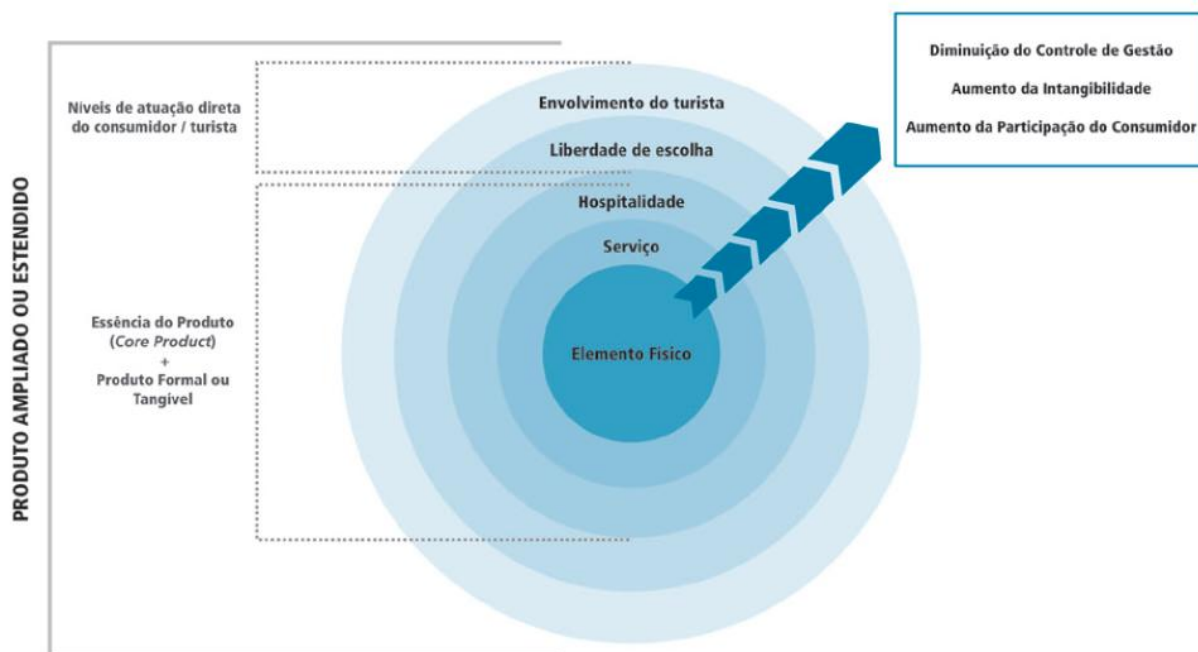 PRODUTO AMPLIADO OU ESTENDIDO
Níveis de atuação direta
do consumidor / turista
Essência do Produto
(Core Product)
+
Produto Formal ou
Tangível
Envolvimento do turista
Liberdade de escolha
Hospitalidade
Serviço
Elemento Físico
Diminuição do Controle de Gestão
Aumento da Intangibilidade
Aumento da Participação do Consumidor